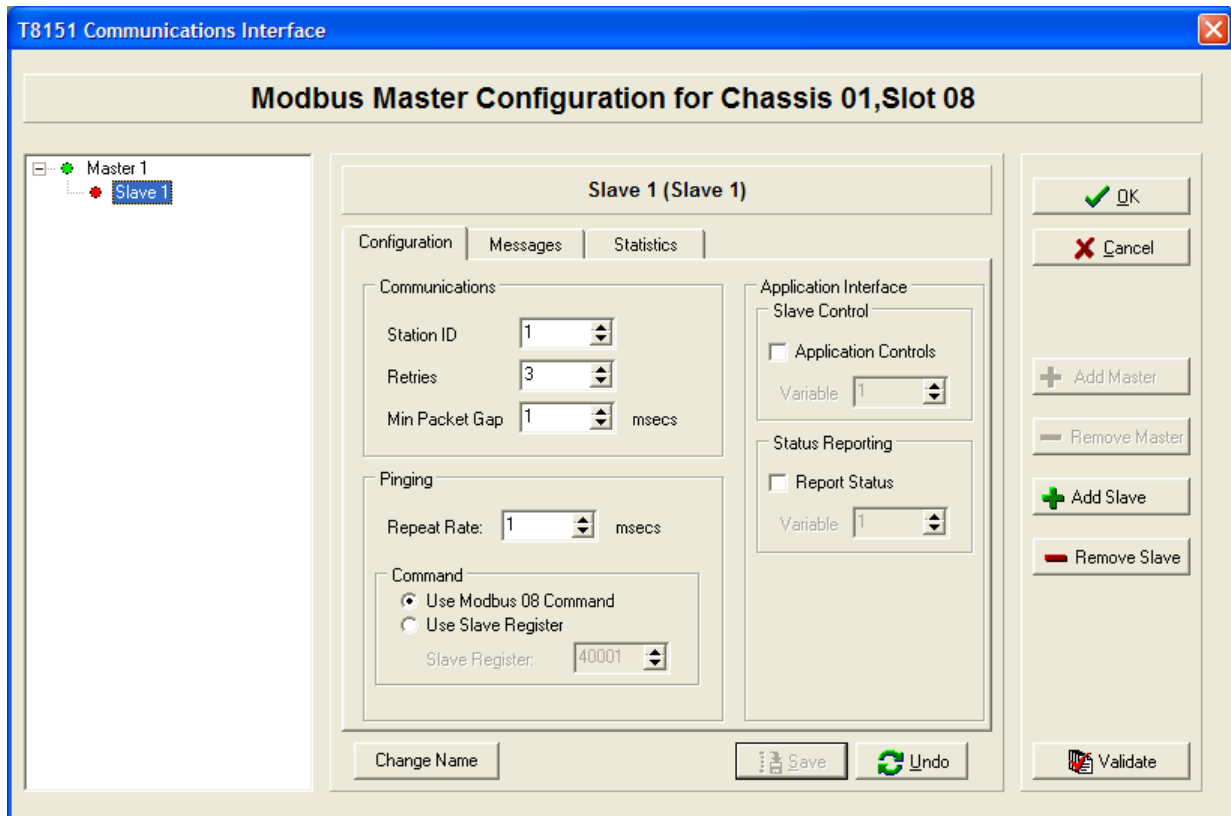 T8151 Communications Interface
Modbus Master Configuration for Chassis 01,Slot 08
Master 1
Slave 1
Slave 1 (Slave 1)
Configuration
Messages
Statistics
Communications
Station ID
1
Retries
3
Min Packet Gap
1
msecs
Pinging
Repeat Rate:
1
msecs
Command
Use Modbus 08 Command
Use Slave Register
Slave Register:
40001
Application Interface
Slave Control
Application Controls
Variable
1
Status Reporting
Report Status
Variable
1
Change Name
Save
Undo
OK
Cancel
Add Master
Remove Master
Add Slave
Remove Slave
Validate